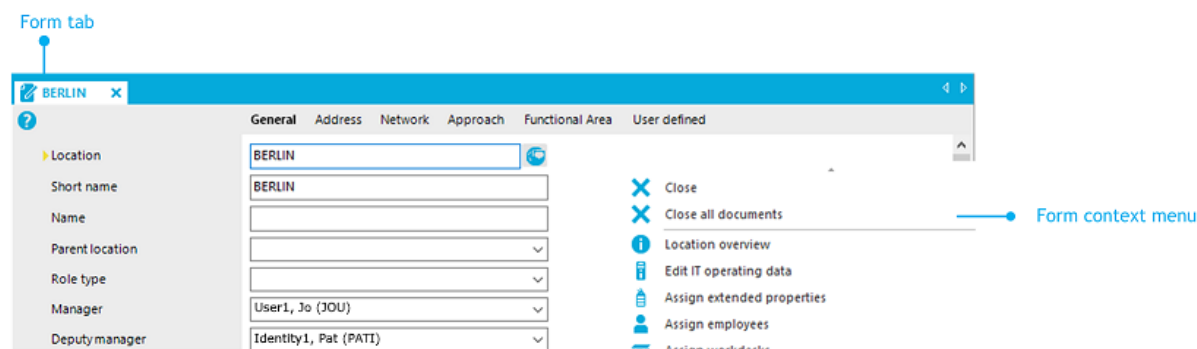 Form tab
BERLIN
General Address Network Approach Functional Area User defined
Location BERLIN
Short name BERLIN
Close
Name
Close all documents
Form context menu
Parent location
Location overview
Role type
Edit IT operating data
Manager User1, Jo (JOU)
Assign extended properties
Deputy manager Identity1, Pat (PATI)
Assign employees
Assign workdesks